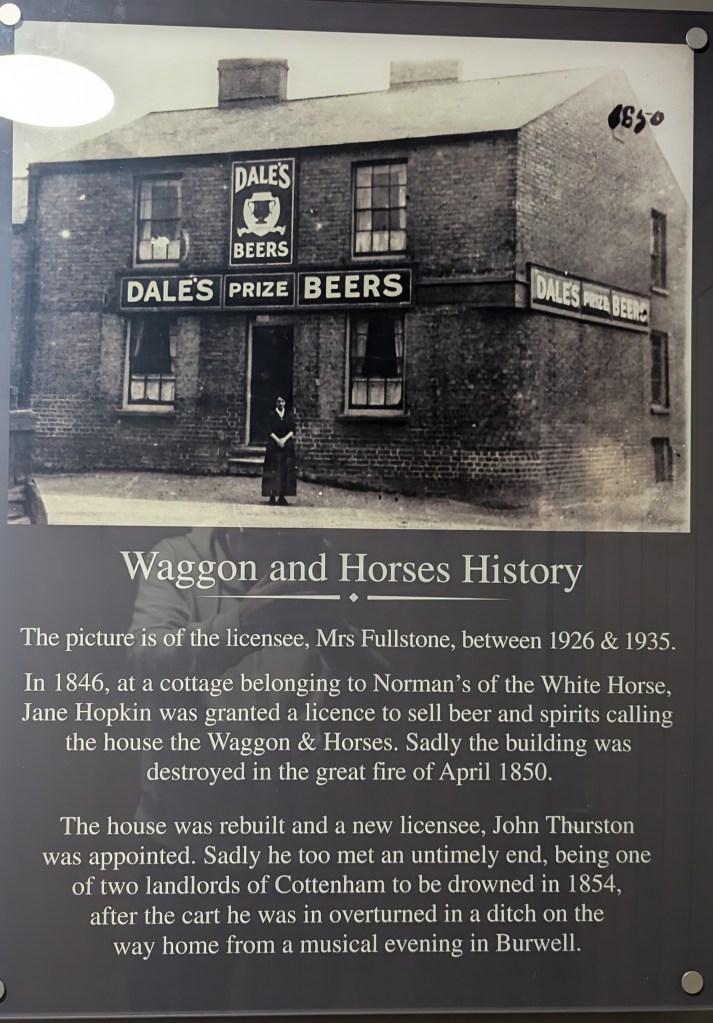 1850
DALE'S
BEERS
DALE'S PRIZE BEERS
DALE'S PRIZE BEERS
Waggon and Horses History
The picture is of the licensee, Mrs Fullstone, between 1926 & 1935.
In 1846, at a cottage belonging to Norman's of the White Horse,
Jane Hopkin was granted a licence to sell beer and spirits calling
the house the Waggon & Horses. Sadly the building was
destroyed in the great fire of April 1850.
The house was rebuilt and a new licensee, John Thurston
was appointed. Sadly he too met an untimely end, being one
of two landlords of Cottenham to be drowned in 1854,
after the cart he was in overturned in a ditch on the
way home from a musical evening in Burwell.